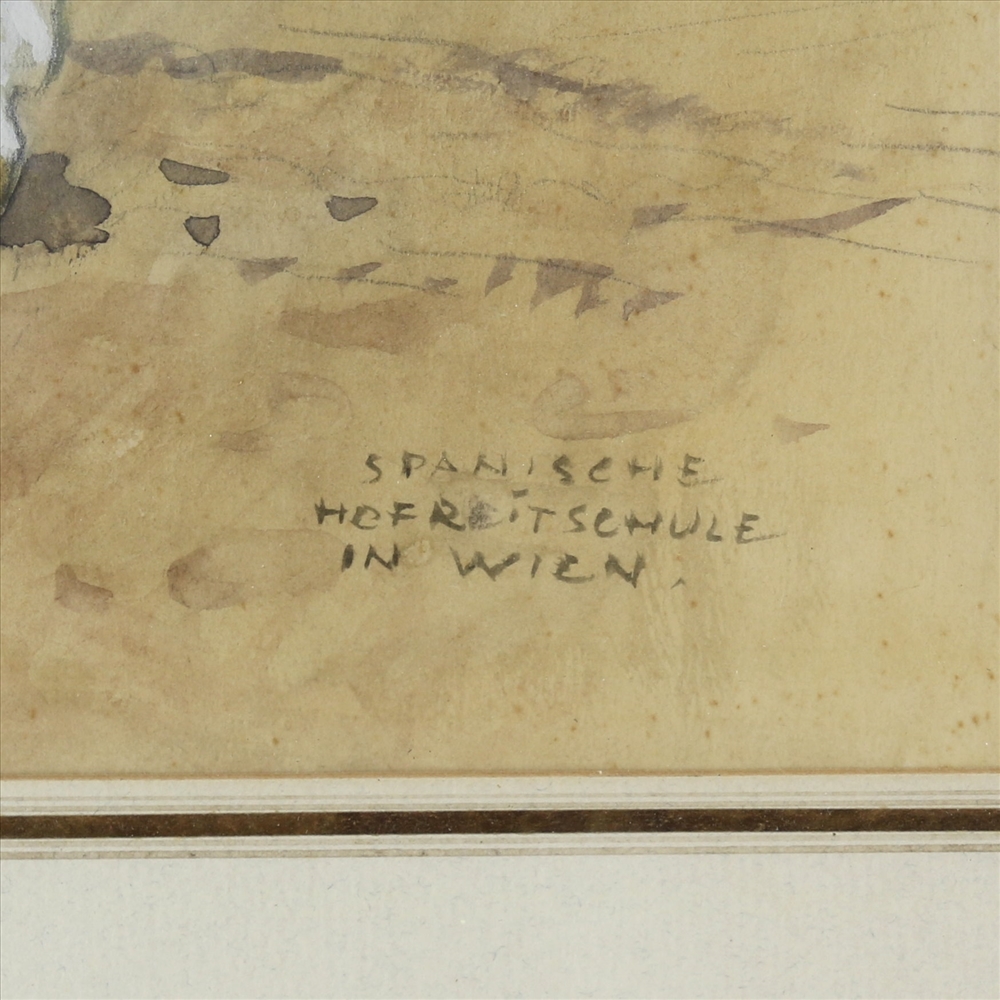 SPANISCHE
HOFREITSCHULE
IN WIEN.